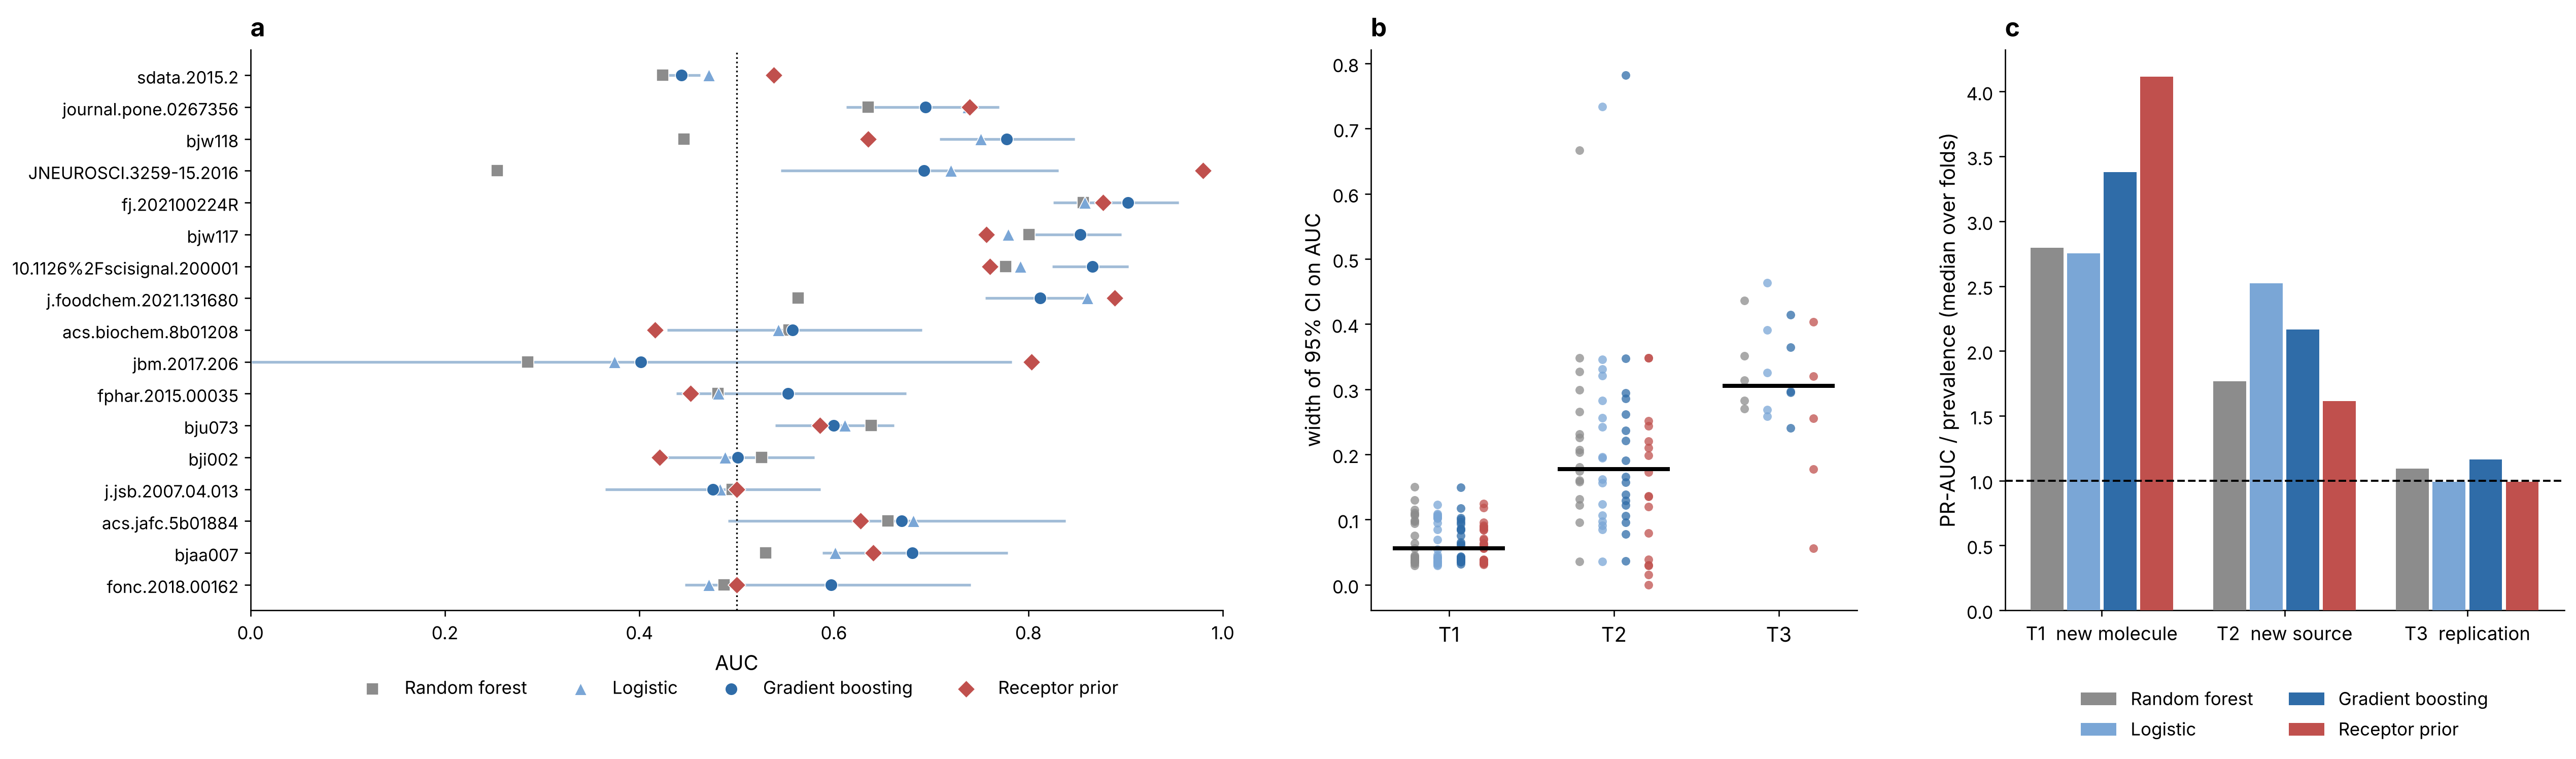 a
sdata.2015.2
journal.pone.0267356
bjw118
JNEUROSCI.3259-15.2016
fj.202100224R
bjw117
10.1126%2Fscisignal.200001
j.foodchem.2021.131680
acs.biochem.8b01208
jbm.2017.206
fphar.2015.00035
bju073
bji002
j.jsb.2007.04.013
acs.jafc.5b01884
bjaa007
fonc.2018.00162
0.0 0.2 0.4 0.6 0.8 1.0
AUC
Random forest Logistic Gradient boosting Receptor prior
b
width of 95% CI on AUC
0.8
0.7
0.6
0.5
0.4
0.3
0.2
0.1
0.0
T1 T2 T3
c
PR-AUC / prevalence (median over folds)
4.0
3.5
3.0
2.5
2.0
1.5
1.0
0.5
0.0
T1 new molecule T2 new source T3 replication
Random forest Gradient boosting
Logistic Receptor prior